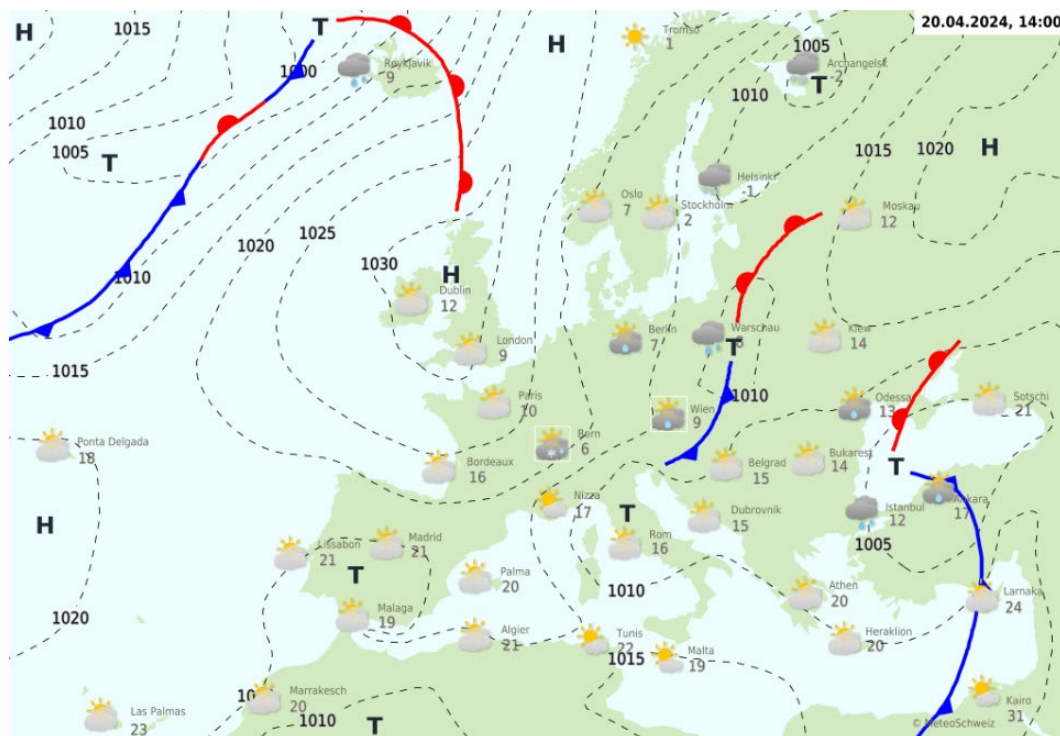 20.04.2024, 14:00
H
1015
T
H
Tromsö
1
1005
Reykjavik
9
1000
Archangelsk
-2
T
1010
1010
1005
T
1015
1020
H
Helsinki
-1
Oslo
7
Stockholm
2
Moskau
12
1020
1025
1030
H
1010
Dublin
12
London
9
Berlin
7
Warschau
8
T
Kiew
14
1015
Paris
10
Wien
9
1010
Odessa
13
Sotschi
21
Ponta Delgada
18
Bern
6
Bordeaux
16
Belgrad
15
Bukarest
14
T
Nizza
17
Ankara
17
H
T
Dubrovnik
15
Istanbul
12
Lissabon
21
Madrid
21
Rom
16
1005
T
Palma
20
1010
Athen
20
Larnaka
24
1020
Malaga
19
Algier
21
Tunis
22
1015
Malta
19
Heraklion
20
Marrakesch
20
Las Palmas
23
1010
T
Kairo
31
© MeteoSchweiz